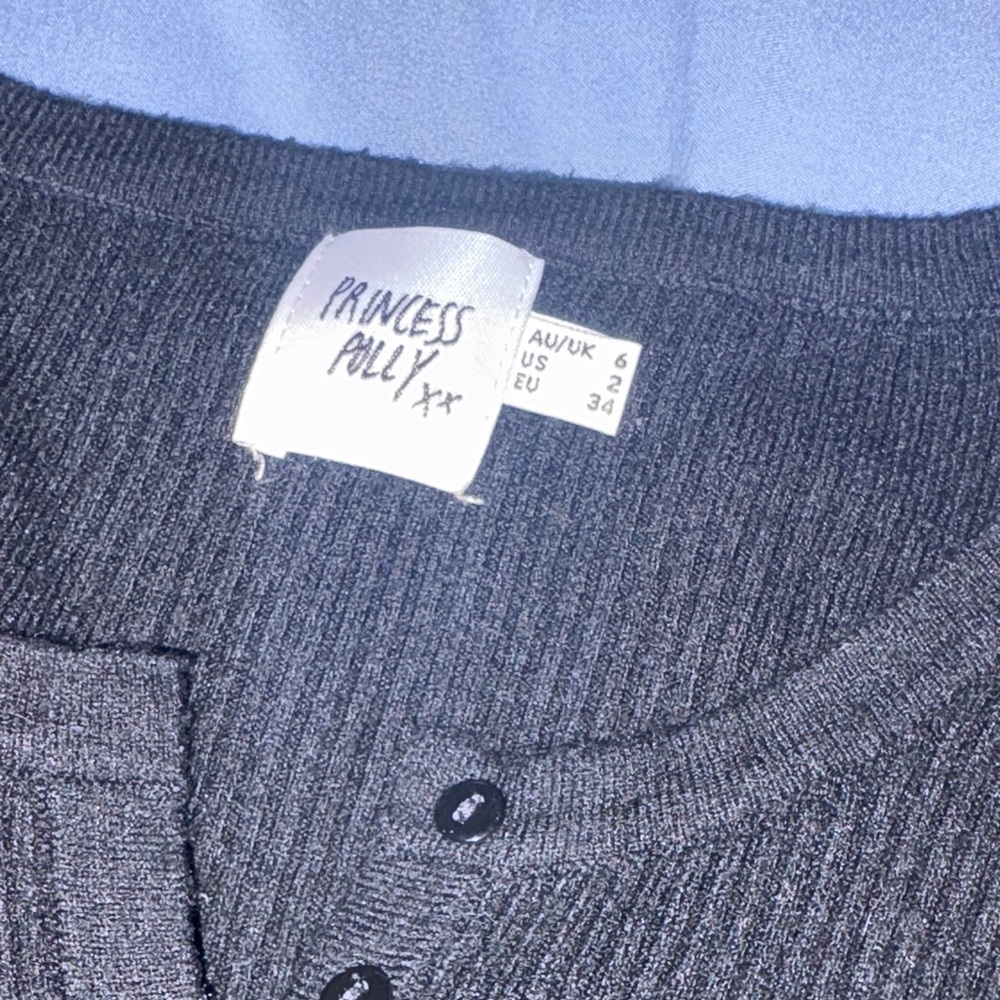 PRINCESS
POLLY xx
AU/UK 6
US 2
EU 34